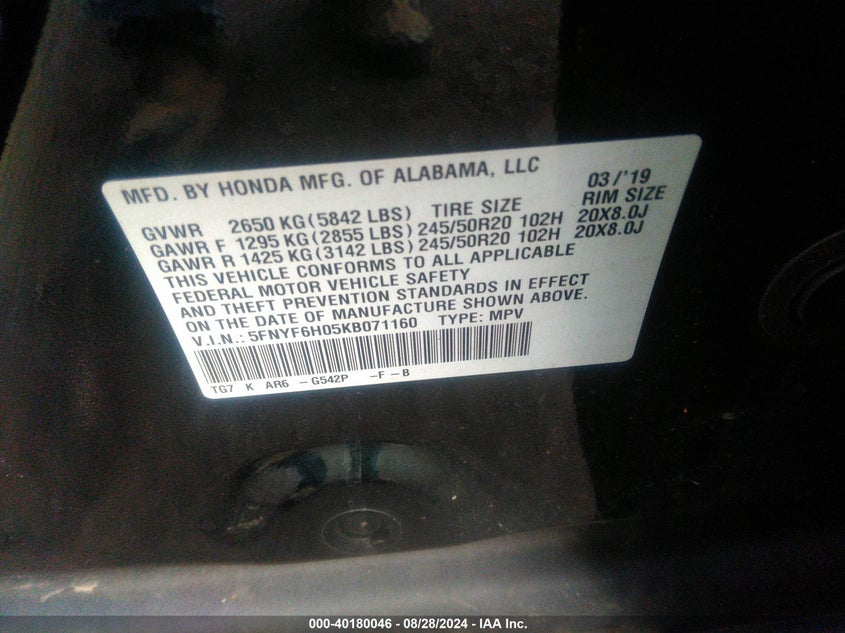 MFD. BY HONDA MFG. OF ALABAMA, LLC 03/'19
GVWR 2650 KG(5842 LBS) TIRE SIZE RIM SIZE
GAWR F 1295 KG(2855 LBS) 245/50R20 102H 20X8.0J
GAWR R 1425 KG(3142 LBS) 245/50R20 102H 20X8.0J
THIS VEHICLE CONFORMS TO ALL APPLICABLE
FEDERAL MOTOR VEHICLE SAFETY
AND THEFT PREVENTION STANDARDS IN EFFECT
ON THE DATE OF MANUFACTURE SHOWN ABOVE.
V.I.N.: 5FNYF6H05KB071160 TYPE: MPV
TG7 K AR6 -G542P -F-B
000-40180046 - 08/28/2024 - IAA Inc.